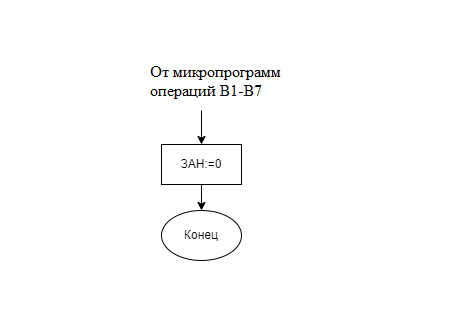 От микропрограмм
операций В1-В7
ЗАН:=0
Конец